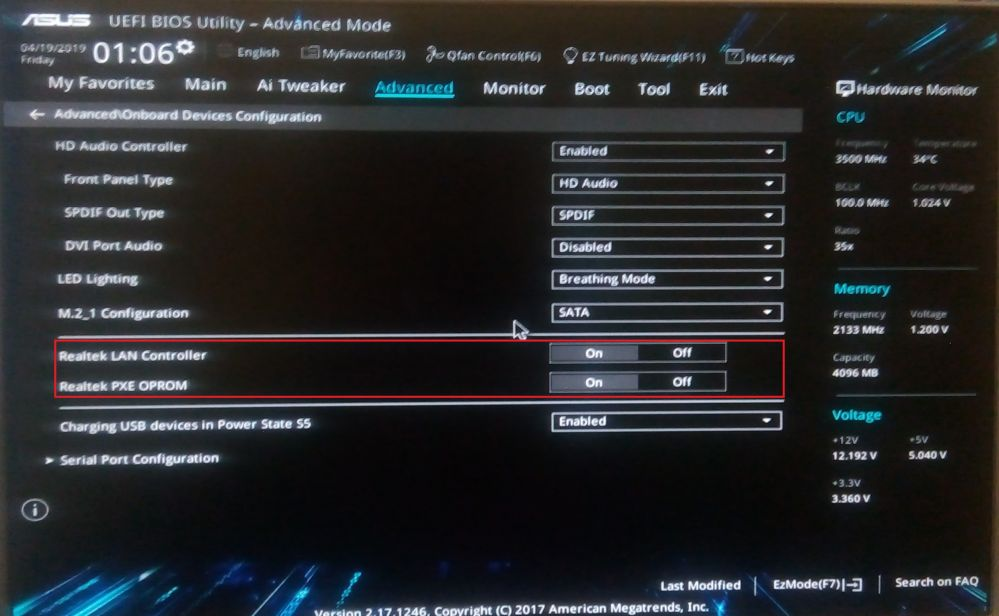 ASUS UEFI BIOS Utility – Advanced Mode
04/19/2019 Friday 01:06 English MyFavorite(F3) Qfan Control(F6) EZ Tuning Wizard(F11) ? Hot Keys
My Favorites Main Ai Tweaker Advanced Monitor Boot Tool Exit
← Advanced\Onboard Devices Configuration
HD Audio Controller Enabled
Front Panel Type HD Audio
SPDIF Out Type SPDIF
DVI Port Audio Disabled
LED Lighting Breathing Mode
M.2_1 Configuration SATA
Realtek LAN Controller On Off
Realtek PXE OPROM On Off
Charging USB devices in Power State S5 Enabled
> Serial Port Configuration
i
Hardware Monitor
CPU
Frequency Temperature
3500 MHz 34°C
BCLK Core Voltage
100.0 MHz 1.024 V
Ratio
35x
Memory
Frequency Voltage
2133 MHz 1.200 V
Capacity
4096 MB
Voltage
+12V +5V
12.192 V 5.040 V
+3.3V
3.360 V
Last Modified EzMode(F7) Search on FAQ
Version 2.17.1246. Copyright (C) 2017 American Megatrends, Inc.